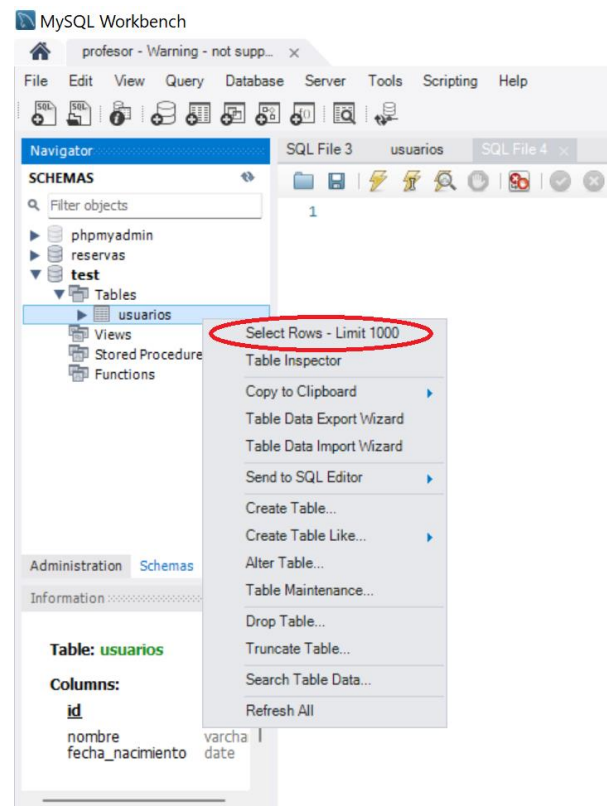 MySQL Workbench
profesor - Warning - not supp...
File Edit View Query Database Server Tools Scripting Help
Navigator
SCHEMAS
Filter objects
phpmyadmin
reservas
test
Tables
usuarios
Views
Stored Procedure
Functions
SQL File 3 usuarios SQL File 4
1
Select Rows - Limit 1000
Table Inspector
Copy to Clipboard
Table Data Export Wizard
Table Data Import Wizard
Send to SQL Editor
Create Table...
Create Table Like...
Alter Table...
Table Maintenance...
Drop Table...
Truncate Table...
Search Table Data...
Refresh All
Administration Schemas
Information
Table: usuarios
Columns:
id
nombre varcha
fecha_nacimiento date